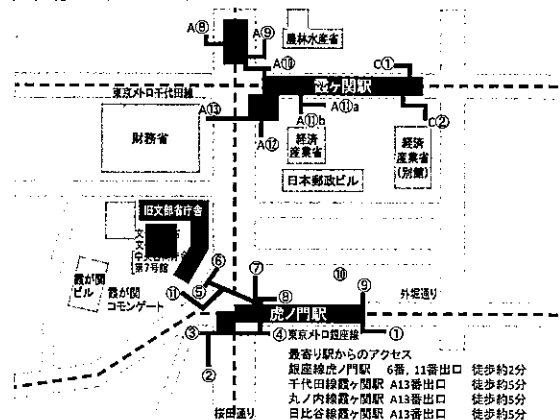 A⑧
A⑨
農林水産省
A⑩
C①
霞ヶ関駅
東京メトロ千代田線
A⑬
A⑪a
A⑪b
C②
A⑫
財務省
経済
産業省
経済
産業省
(別館)
日本郵政ビル
旧文部省庁舎
第7号館
霞が関
ビル
霞が関
コモンゲート
⑥
⑤
⑪
⑦
⑧
⑩
⑨
外堀通り
虎ノ門駅
③
④
東京メトロ銀座線
①
②
桜田通り
最寄り駅からのアクセス
銀座線虎ノ門駅 6番, 11番出口 徒歩約2分
千代田線霞ヶ関駅 A13番出口 徒歩約5分
丸ノ内線霞ヶ関駅 A13番出口 徒歩約5分
日比谷線霞ヶ関駅 A13番出口 徒歩約5分